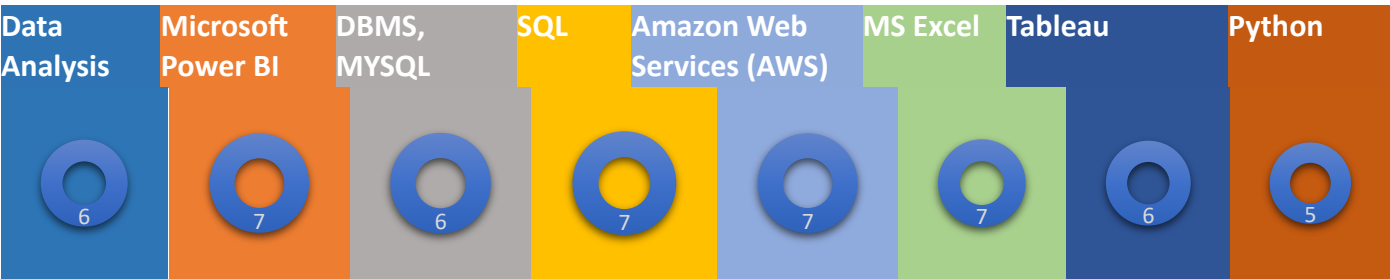 Data Analysis
Microsoft Power BI
DBMS, MYSQL
SQL
Amazon Web Services (AWS)
MS Excel
Tableau
Python
6
7
6
7
7
7
6
5